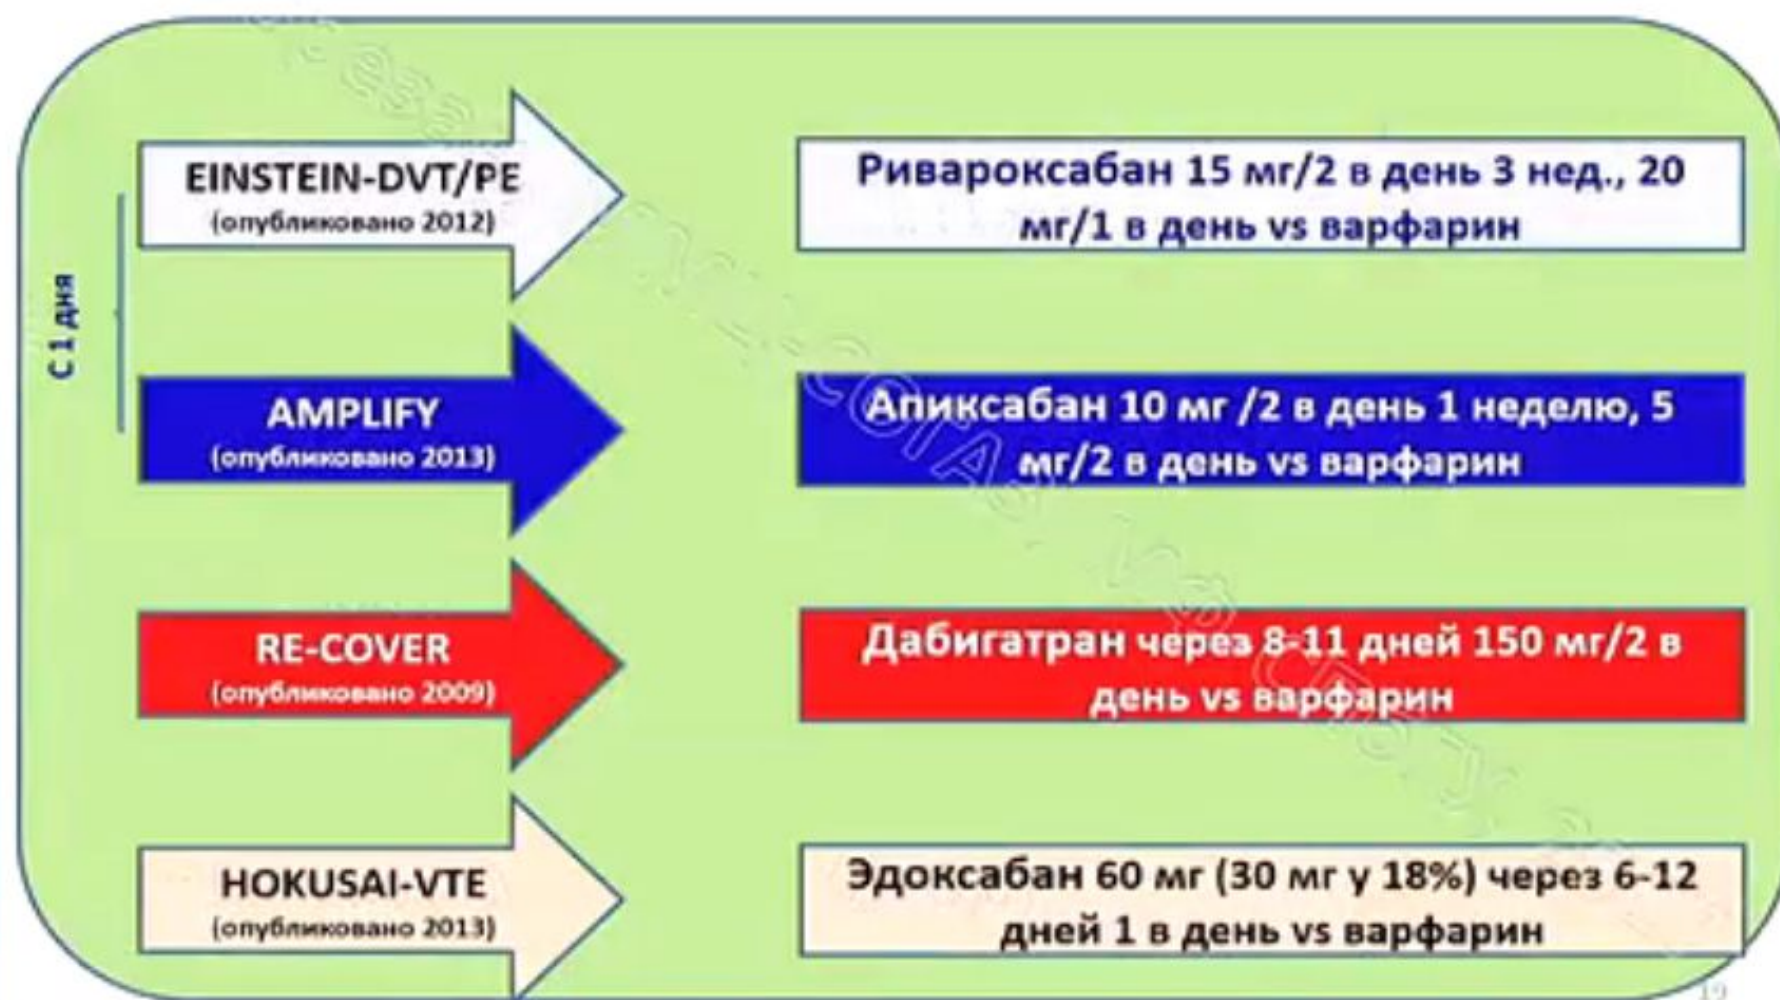 EINSTEIN-DVT/PE
(опубликовано 2012)
Ривароксабан 15 мг/2 в день 3 нед., 20
мг/1 в день vs варфарин
С 1 дня
AMPLIFY
(опубликовано 2013)
Апиксабан 10 мг /2 в день 1 неделю, 5
мг/2 в день vs варфарин
RE-COVER
(опубликовано 2009)
Дабигатран через 8-11 дней 150 мг/2 в
день vs варфарин
HOKUSAI-VTE
(опубликовано 2013)
Эдоксабан 60 мг (30 мг у 18%) через 6-12
дней 1 в день vs варфарин
19